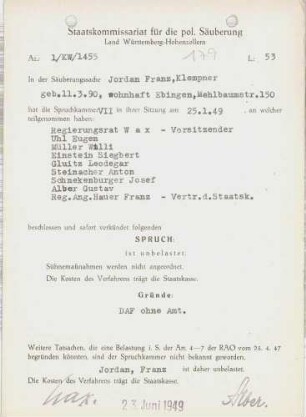 Staatskommissariat für die pol. Säuberung
Land Württemberg-Hohenzollern
Az.: 1/KW/1455 179 L: 53
In der Säuberungssache Jordan Franz, Klempner
geb.11.3.90, wohnhaft Ebingen, Mehlbaumstr.150
hat die Spruchkammer VII in ihrer Sitzung am 25.1.49 , an welcher
teilgenommen haben:
Regierungsrat W a x - Vorsitzender
Uhl Eugen
Müller Willi
Einstein Siegbert
Gluitz Leodegar
Steinacher Anton
Schnekenburger Josef
Alber Gustav
Reg.Ang.Hauer Franz - Vertr.d.Staatsk.
beschlossen und sofort verkündet folgenden
SPRUCH:
ist unbelastet.
Sühnemaßnahmen werden nicht angeordnet.
Die Kosten des Verfahrens trägt die Staatskasse.
Gründe:
DAF ohne Amt.
Weitere Tatsachen, die eine Belastung i. S. der Art. 4—7 der RAO vom 24. 4. 47
begründen könnten, sind der Spruchkammer nicht bekannt geworden.
Jordan, Franz ist daher unbelastet.
Die Kosten des Verfahrens trägt die Staatskasse.
Wax. 23. Juni 1949 Alber.